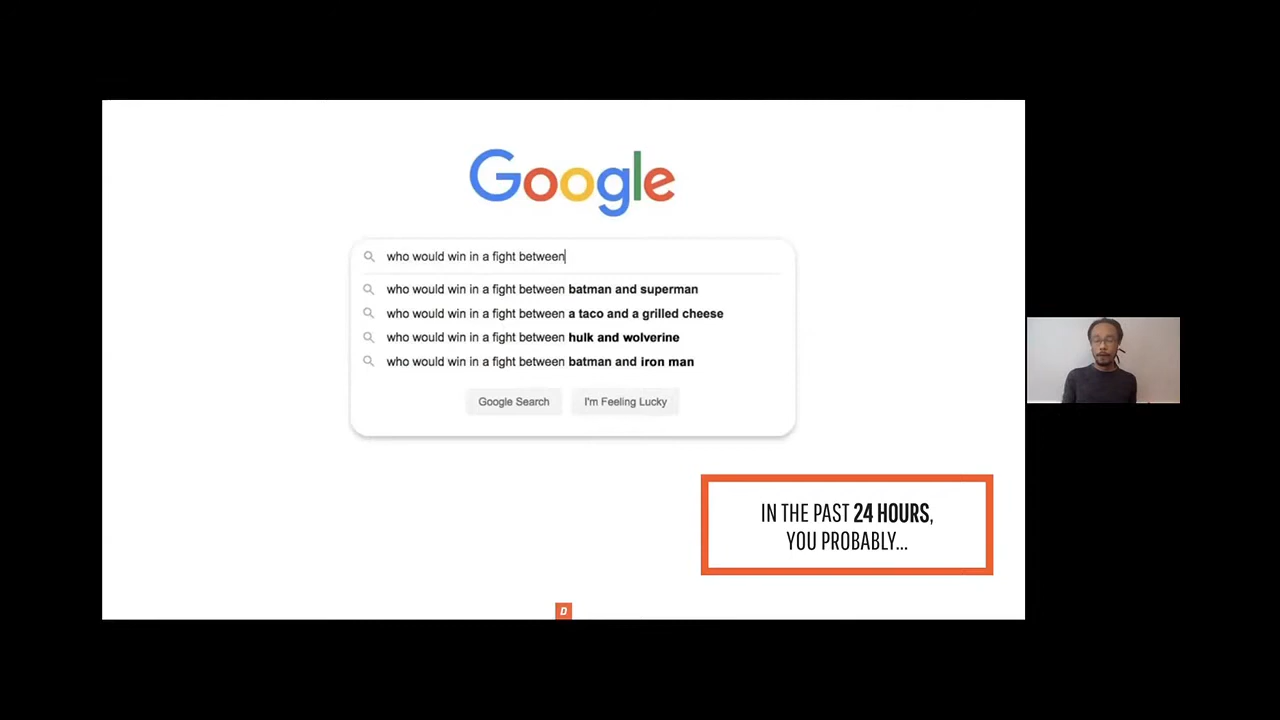 Google
who would win in a fight between
who would win in a fight between batman and superman
who would win in a fight between a taco and a grilled cheese
who would win in a fight between hulk and wolverine
who would win in a fight between batman and iron man
Google Search
I'm Feeling Lucky
IN THE PAST 24 HOURS,
YOU PROBABLY...
D